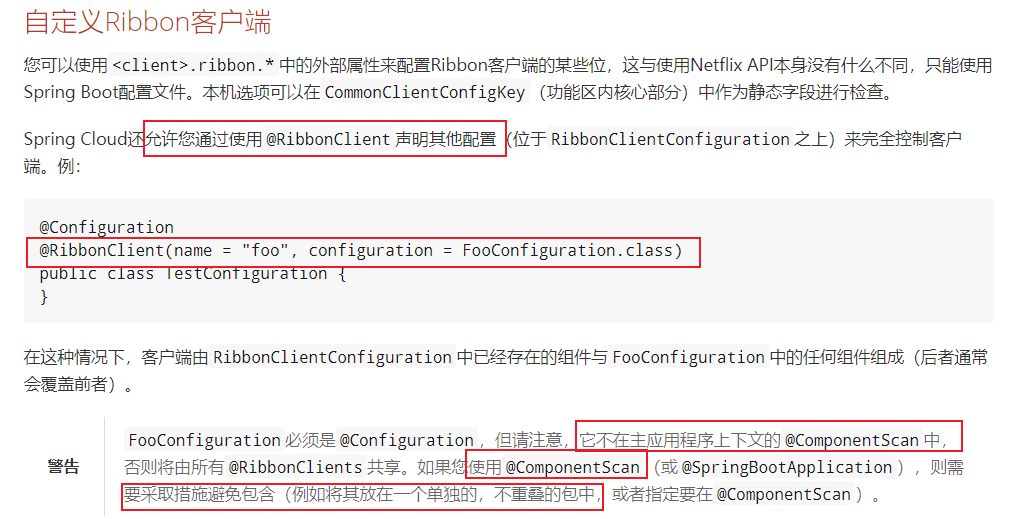 自定义Ribbon客户端
您可以使用 <client>.ribbon.* 中的外部属性来配置Ribbon客户端的某些位，这与使用Netflix API本身没有什么不同，只能使用
Spring Boot配置文件。本机选项可以在 CommonClientConfigKey （功能区内核心部分）中作为静态字段进行检查。
Spring Cloud还允许您通过使用 @RibbonClient 声明其他配置（位于 RibbonClientConfiguration 之上）来完全控制客户
端。例：
@Configuration
@RibbonClient(name = "foo", configuration = FooConfiguration.class)
public class TestConfiguration {
}
在这种情况下，客户端由 RibbonClientConfiguration 中已经存在的组件与 FooConfiguration 中的任何组件组成（后者通常
会覆盖前者）。
FooConfiguration 必须是 @Configuration ，但请注意，它不在主应用程序上下文的 @ComponentScan 中，
警告 否则将由所有 @RibbonClients 共享。如果您使用 @ComponentScan （或 @SpringBootApplication ），则需
要采取措施避免包含（例如将其放在一个单独的，不重叠的包中，或者指定要在 @ComponentScan ）。